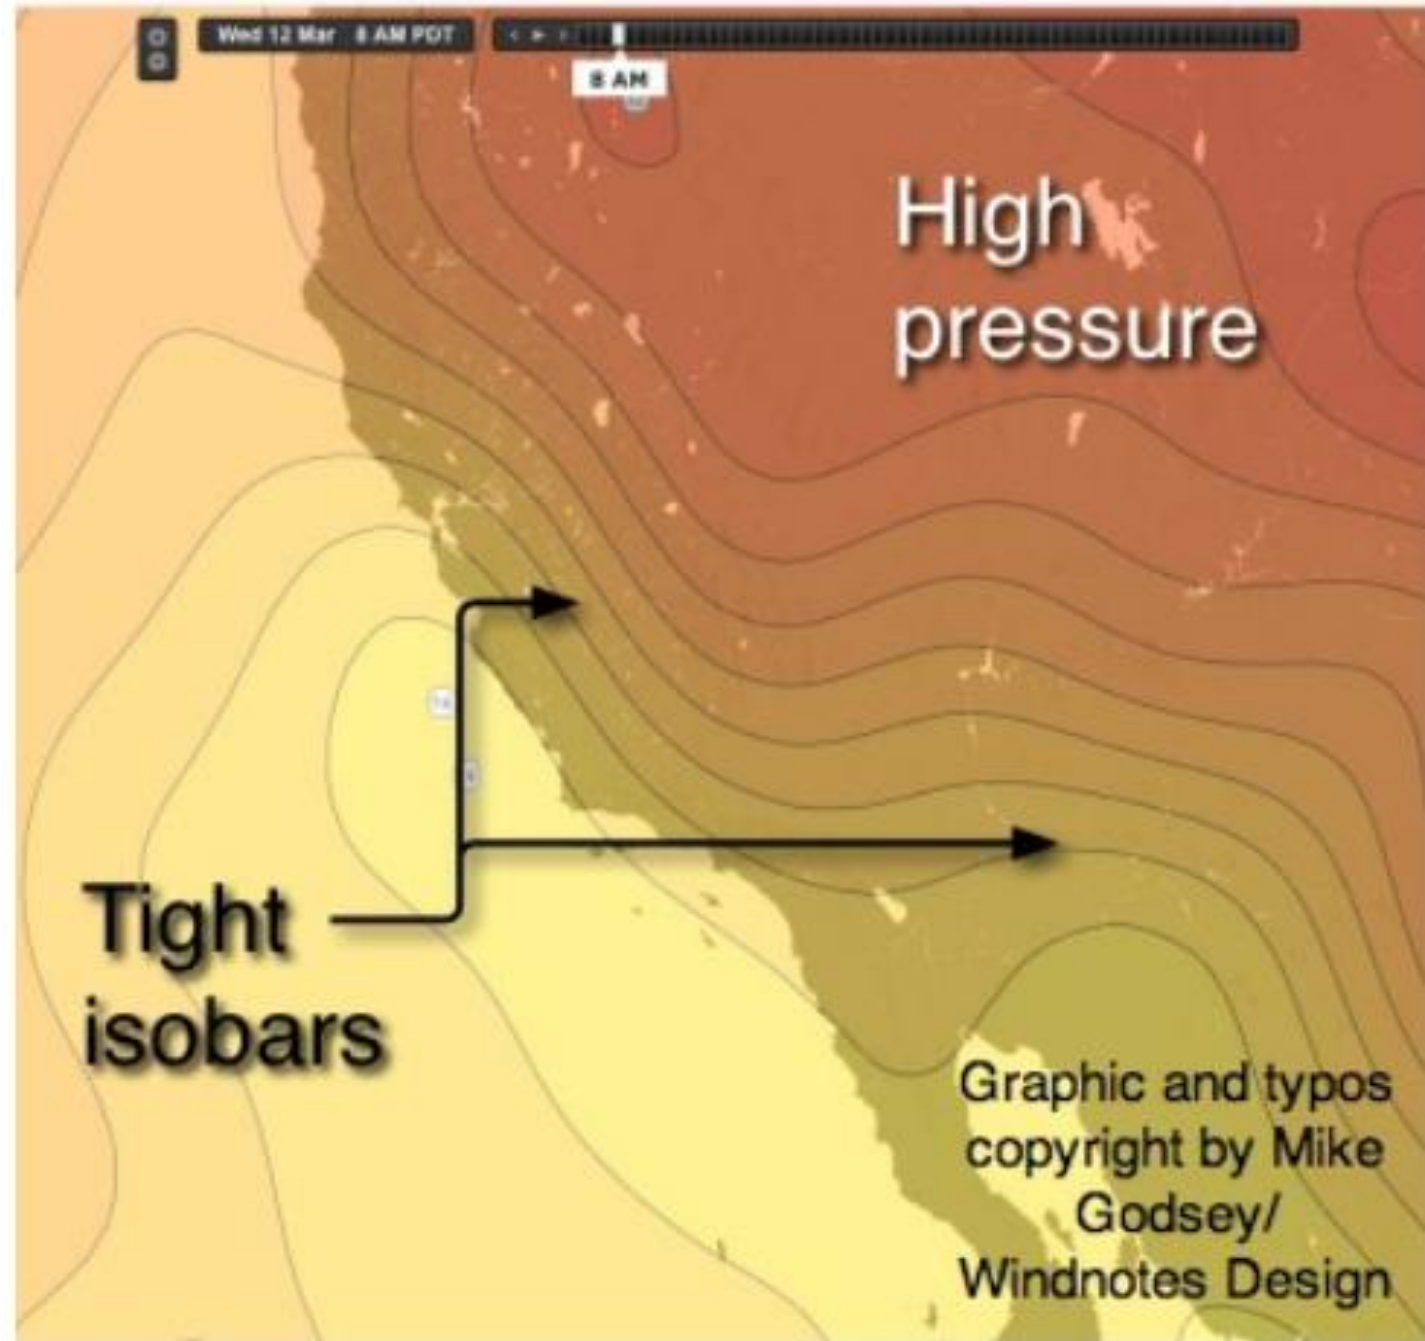 Wed 12 Mar 8 AM PDT
8 AM
High
pressure
Tight
isobars
Graphic and typos
copyright by Mike
Godsey/
Windnotes Design